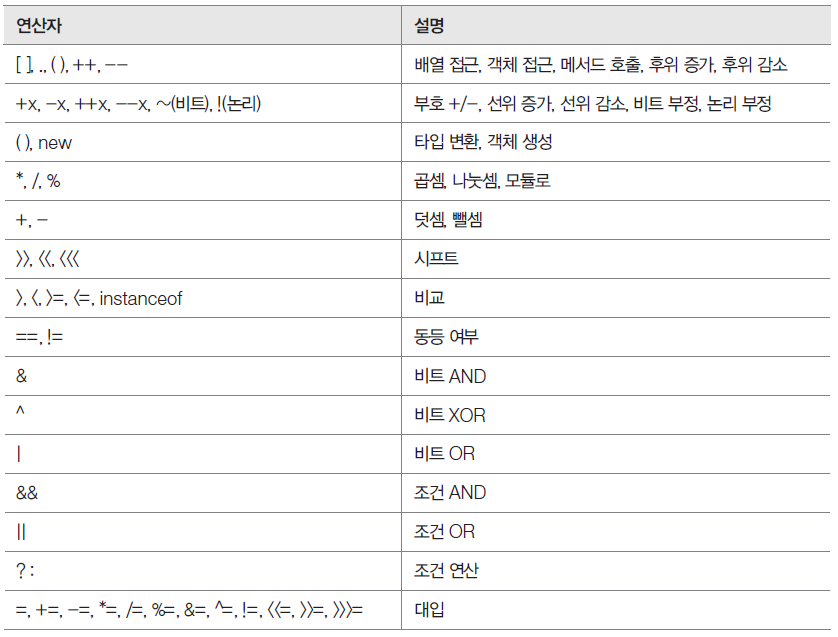 연산자 설명
[ ], ., ( ), ++, −− 배열 접근, 객체 접근, 메서드 호출, 후위 증가, 후위 감소
+x, −x, ++x, −−x, ~(비트), !(논리) 부호 +/−, 선위 증가, 선위 감소, 비트 부정, 논리 부정
( ), new 타입 변환, 객체 생성
*, /, % 곱셈, 나눗셈, 모듈로
+, − 덧셈, 뺄셈
〉〉, 〈〈, 〈〈〈 시프트
〉, 〈, 〉=, 〈=, instanceof 비교
==, != 동등 여부
& 비트 AND
^ 비트 XOR
| 비트 OR
&& 조건 AND
|| 조건 OR
? : 조건 연산
=, +=, −=, *=, /=, %=, &=, ^=, !=, 〈〈=, 〉〉=, 〉〉〉= 대입